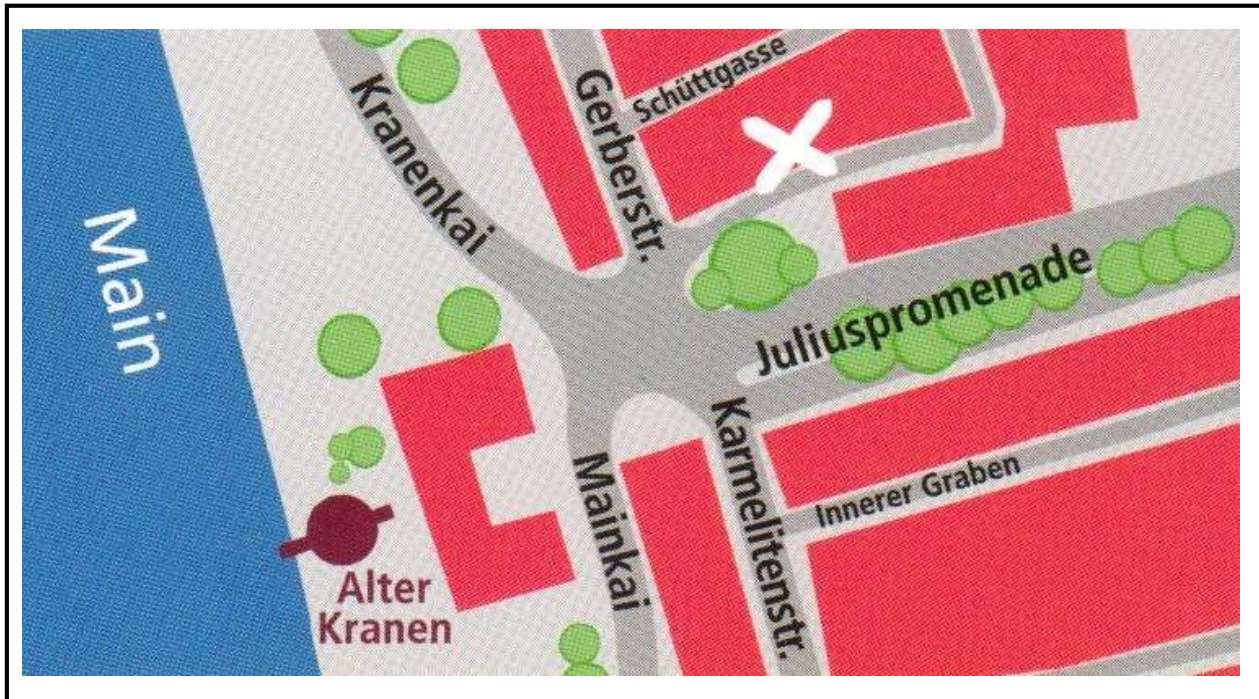 Kranenkai
Gerberstr.
Schüttgasse
Main
Juliuspromenade
Karmelitenstr.
Innerer Graben
Mainkai
Alter
Kranen